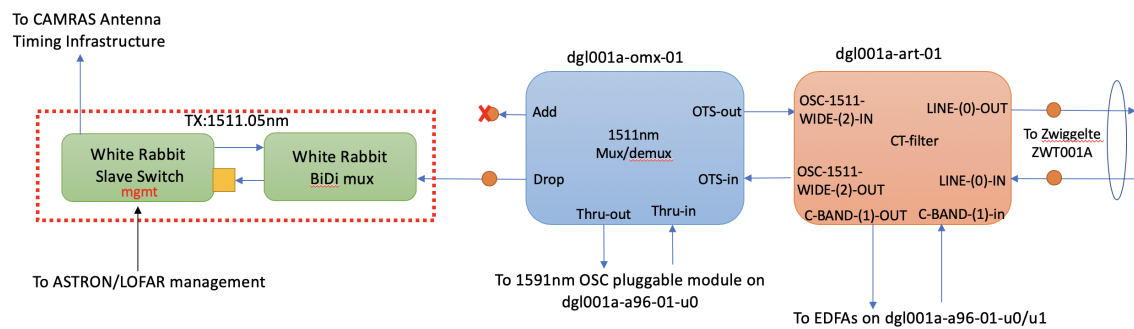 To CAMRAS Antenna
Timing Infrastructure
dgl001a-omx-01
dgl001a-art-01
TX:1511.05nm
White Rabbit
Slave Switch
mgmt
White Rabbit
BiDi mux
Add
OTS-out
1511nm
Mux/demux
Drop
OTS-in
Thru-out
Thru-in
OSC-1511-
WIDE-(2)-IN
LINE-(0)-OUT
CT-filter
OSC-1511-
WIDE-(2)-OUT
LINE-(0)-IN
C-BAND-(1)-OUT
C-BAND-(1)-in
To Zwiggelte
ZWT001A
To ASTRON/LOFAR management
To 1591nm OSC pluggable module on
dgl001a-a96-01-u0
To EDFAs on dgl001a-a96-01-u0/u1